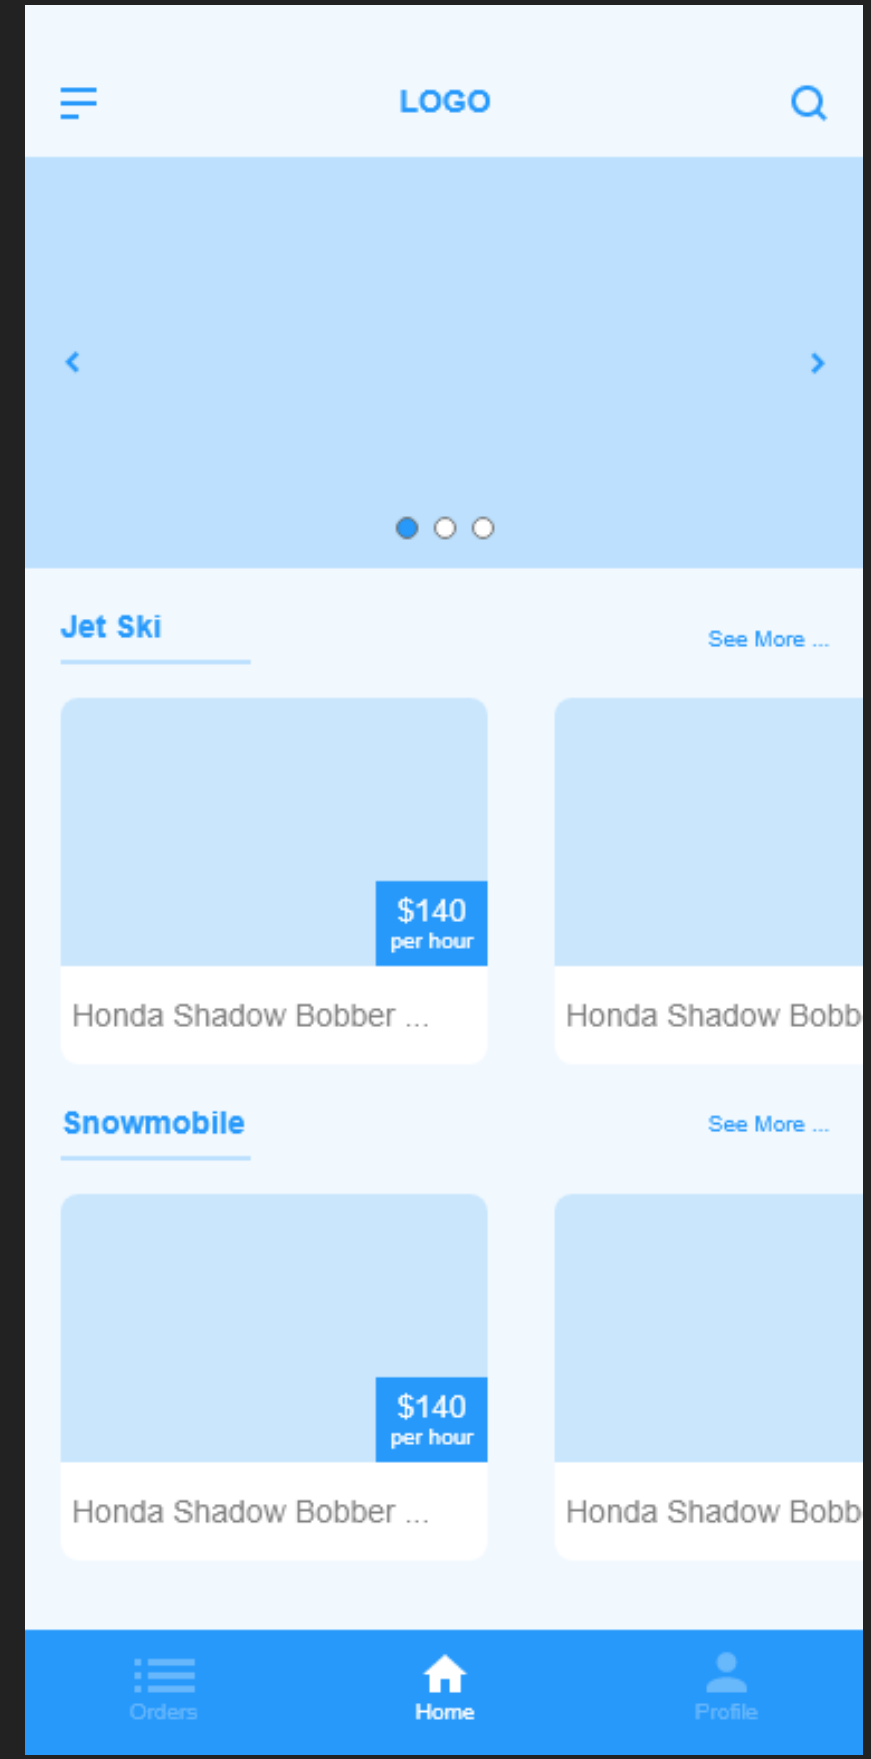 LOGO
Jet Ski
See More ...
$140
per hour
Honda Shadow Bobber ...
Honda Shadow Bobb
Snowmobile
See More ...
$140
per hour
Honda Shadow Bobber ...
Honda Shadow Bobb
Orders
Home
Profile